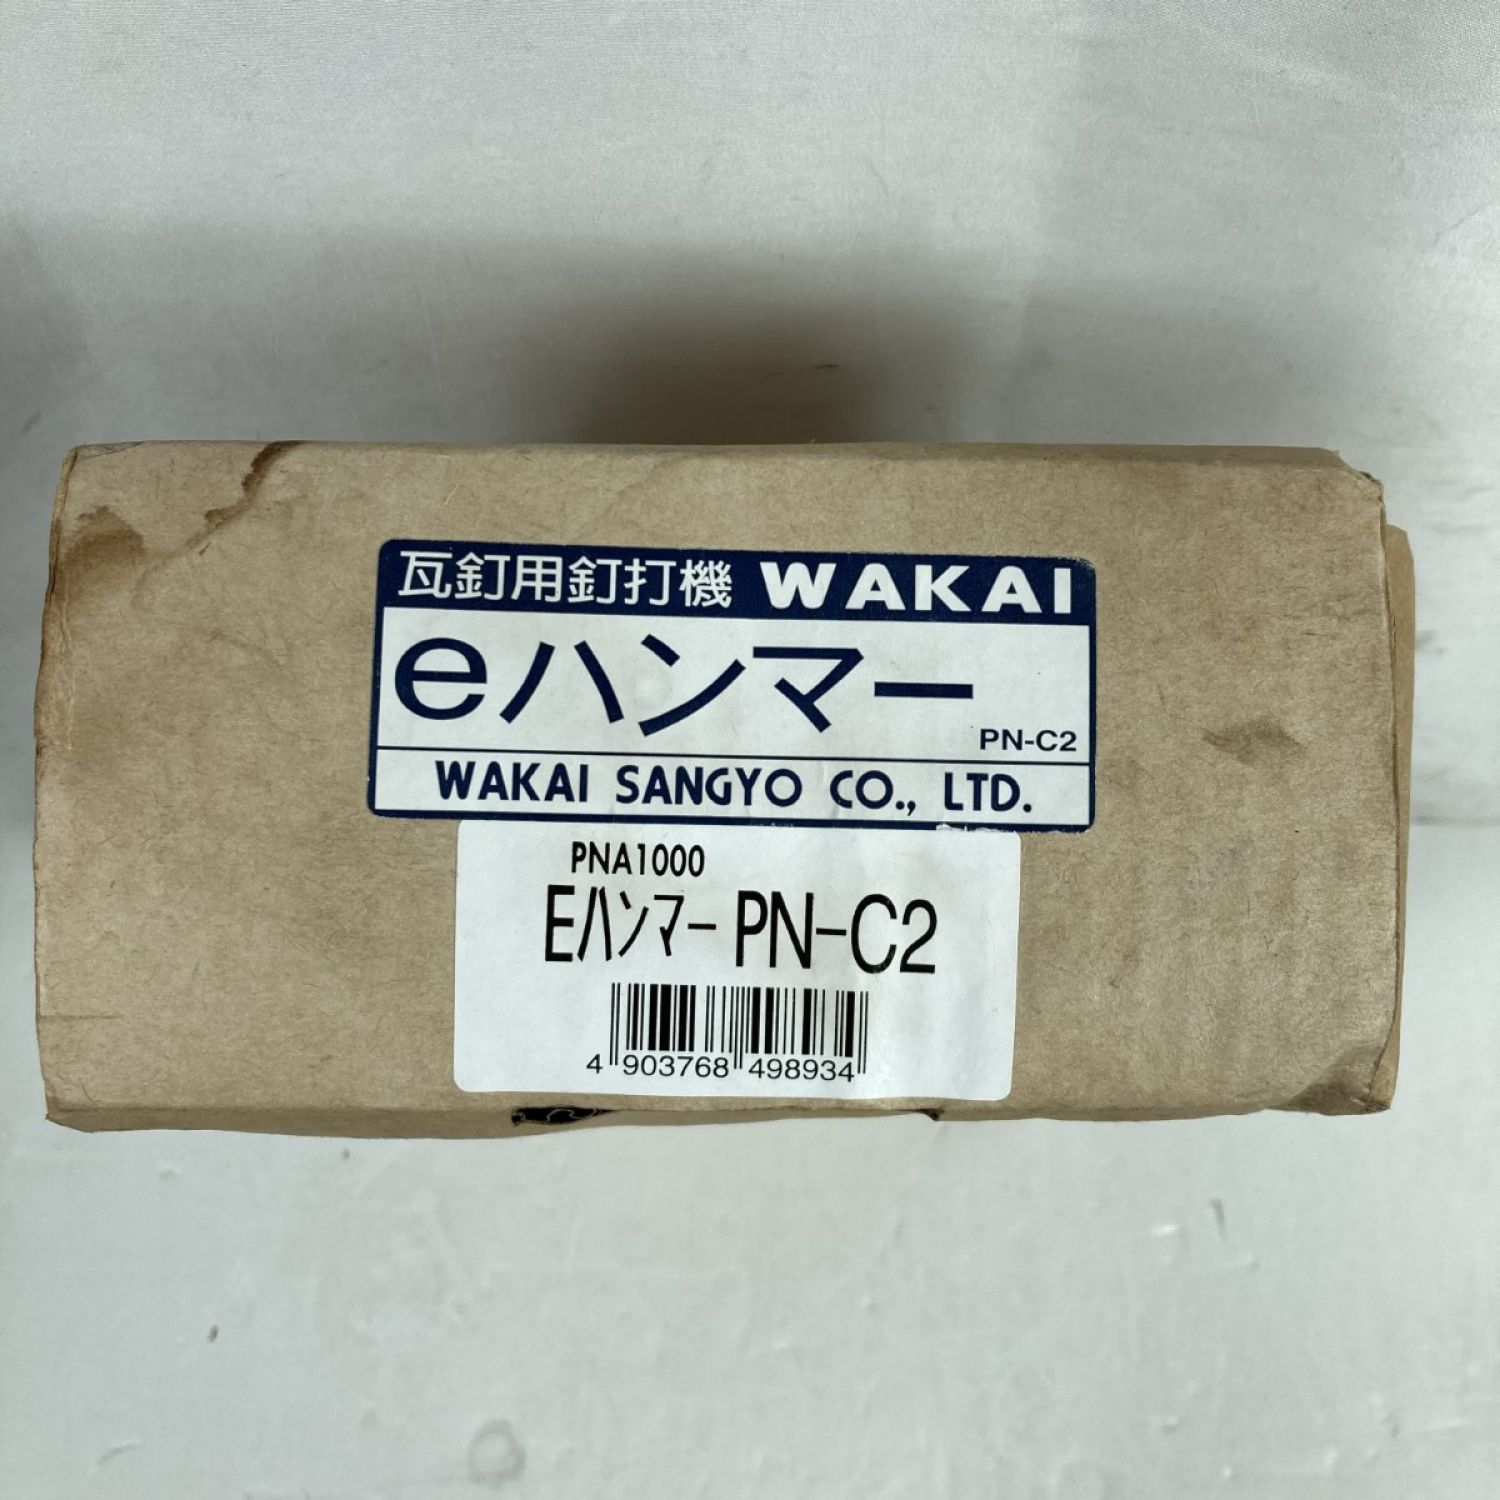 瓦釘用釘打機 WAKAI
eハンマー
PN-C2
WAKAI SANGYO CO., LTD.
PNA1000
Eﾊﾝﾏｰ PN-C2
4 903768 498934